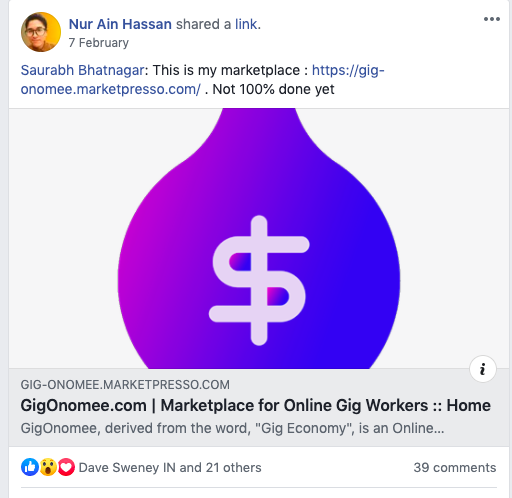 Nur Ain Hassan shared a link.
7 February
Saurabh Bhatnagar: This is my marketplace : https://gig-
onomee.marketpresso.com/ . Not 100% done yet
$
i
GIG-ONOMEE.MARKETPRESSO.COM
GigOnomee.com | Marketplace for Online Gig Workers :: Home
GigOnomee, derived from the word, "Gig Economy", is an Online...
Dave Sweney IN and 21 others 39 comments